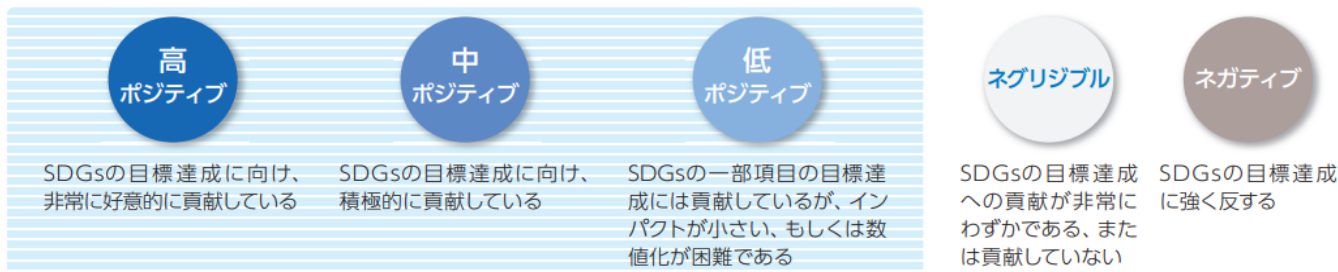 高
ポジティブ
SDGsの目標達成に向け、
非常に好意的に貢献している
中
ポジティブ
SDGsの目標達成に向け、
積極的に貢献している
低
ポジティブ
SDGsの一部項目の目標達
成には貢献しているが、イン
パクトが小さい、もしくは数
値化が困難である
ネグリジブル
SDGsの目標達成
への貢献が非常に
わずかである、また
は貢献していない
ネガティブ
SDGsの目標達成
に強く反する